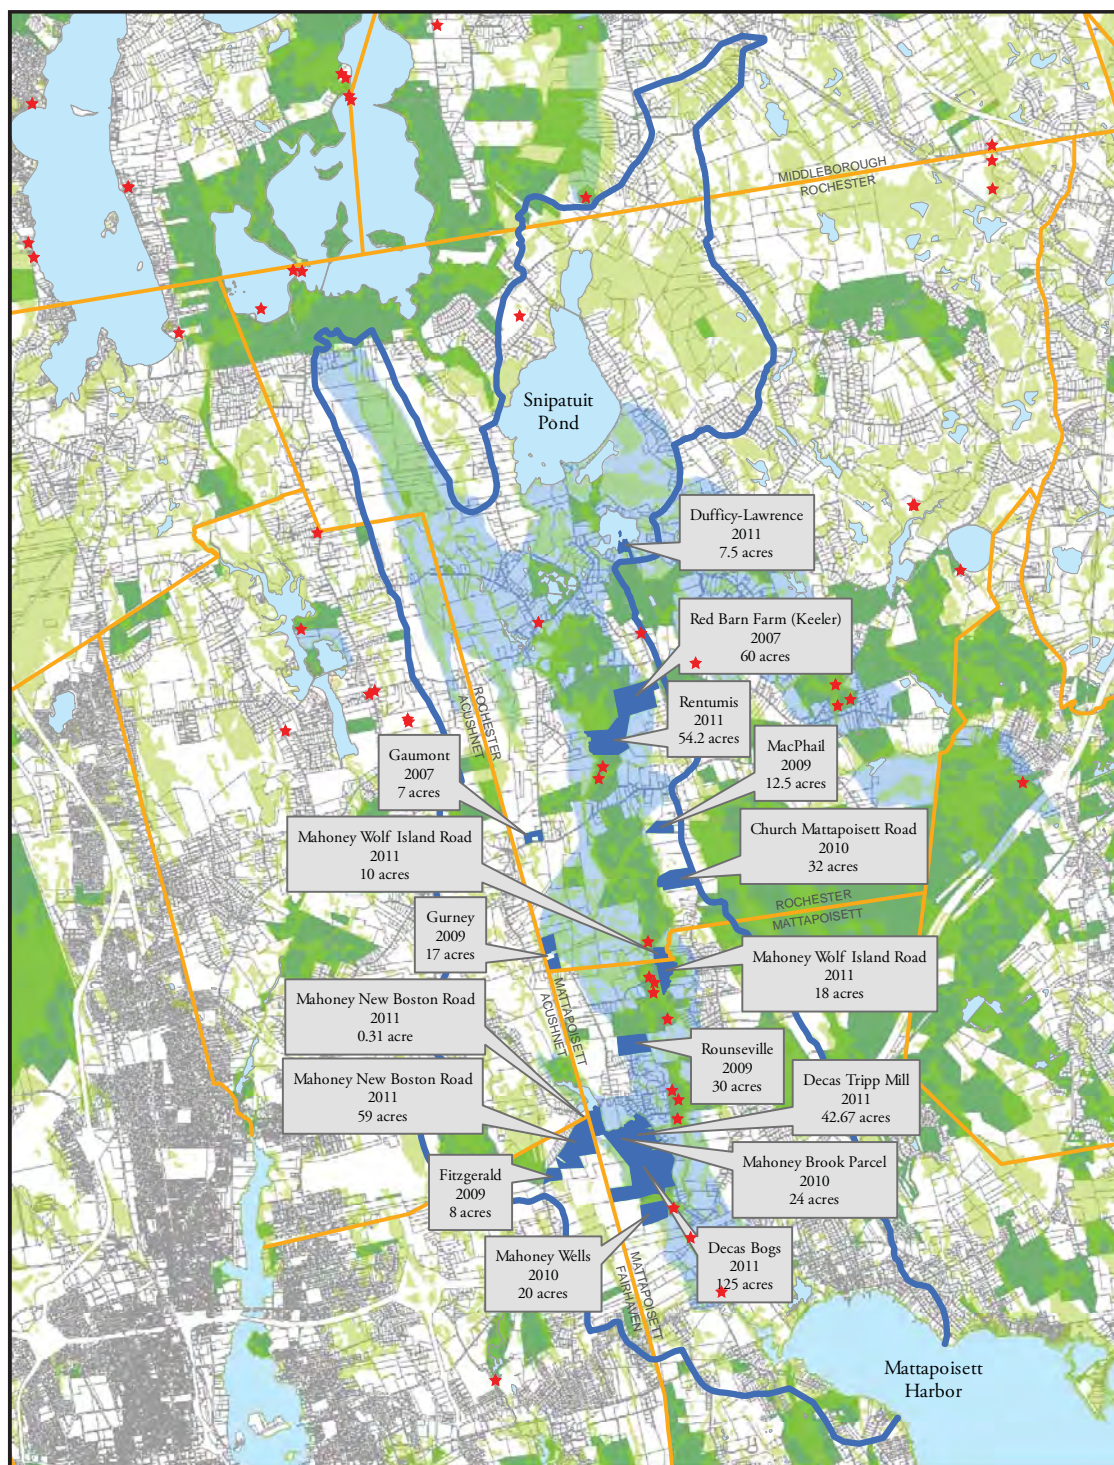 MIDDLEBOROUGH
ROCHESTER
Snipatuit
Pond
Dufficy-Lawrence
2011
7.5 acres
Red Barn Farm (Keeler)
2007
60 acres
ROCHESTER
ACUSHNET
Rentumis
2011
54.2 acres
Gaumont
2007
7 acres
MacPhail
2009
12.5 acres
Mahoney Wolf Island Road
2011
10 acres
Church Mattapoisett Road
2010
32 acres
ROCHESTER
MATTAPOISETT
Gurney
2009
17 acres
Mahoney Wolf Island Road
2011
18 acres
MATTAPOISETT
ACUSHNET
Mahoney New Boston Road
2011
0.31 acre
Rounseville
2009
30 acres
Decas Tripp Mill
2011
42.67 acres
Mahoney New Boston Road
2011
59 acres
Mahoney Brook Parcel
2010
24 acres
Fitzgerald
2009
8 acres
Mahoney Wells
2010
20 acres
Decas Bogs
2011
125 acres
MATTAPOISETT
FAIRHAVEN
Mattapoisett
Harbor